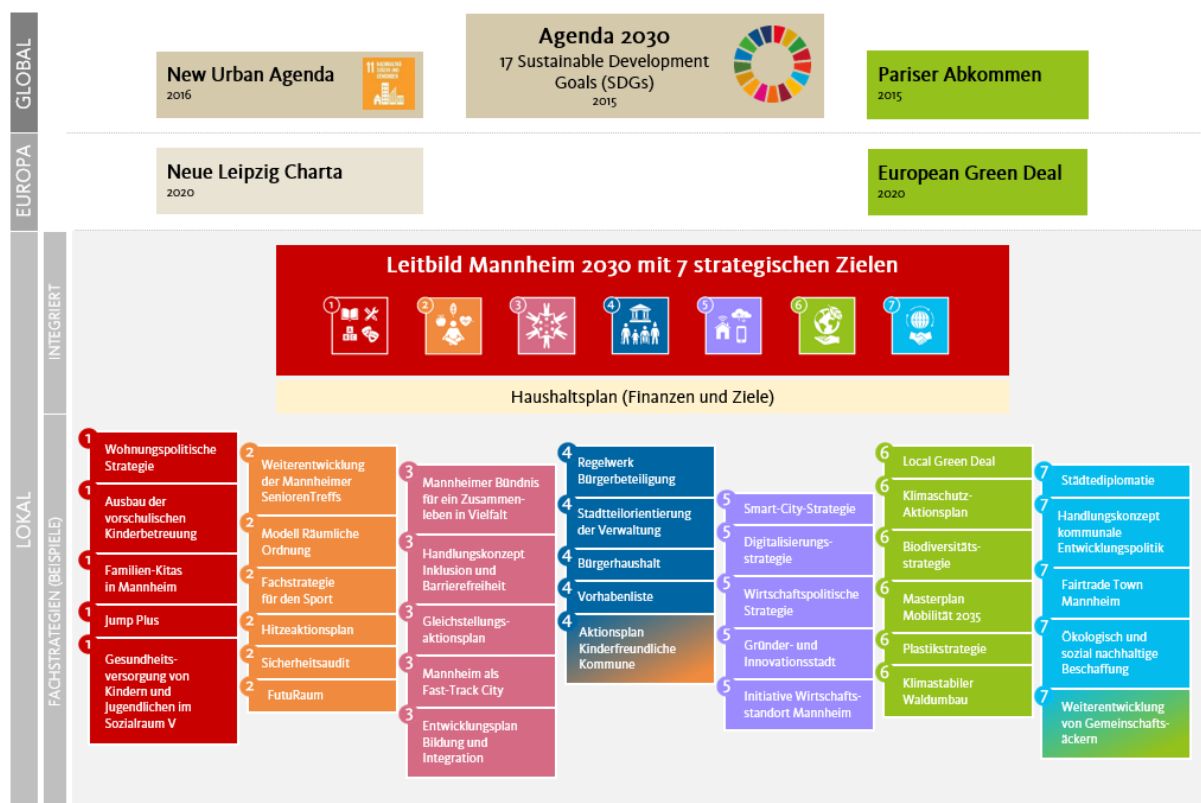 GLOBAL
New Urban Agenda
2016
11 NACHHALTIGE
STÄDTE UND
GEMEINDEN
Agenda 2030
17 Sustainable Development
Goals (SDGs)
2015
Pariser Abkommen
2015
EUROPA
Neue Leipzig Charta
2020
European Green Deal
2020
LOKAL
INTEGRIERT
Leitbild Mannheim 2030 mit 7 strategischen Zielen
1 2 3 4 5 6 7
Haushaltsplan (Finanzen und Ziele)
FACHSTRATEGIEN (BEISPIELE)
1 Wohnungspolitische
Strategie
1 Ausbau der
vorschulischen
Kinderbetreuung
1 Familien-Kitas
in Mannheim
1 Jump Plus
1 Gesundheits-
versorgung von
Kindern und
Jugendlichen im
Sozialraum V
2 Weiterentwicklung
der Mannheimer
SeniorenTreffs
2 Modell Räumliche
Ordnung
2 Fachstrategie
für den Sport
2 Hitzeaktionsplan
2 Sicherheitsaudit
2 FutuRaum
3 Mannheimer Bündnis
für ein Zusammen-
leben in Vielfalt
3 Handlungskonzept
Inklusion und
Barrierefreiheit
3 Gleichstellungs-
aktionsplan
3 Mannheim als
Fast-Track City
3 Entwicklungsplan
Bildung und
Integration
4 Regelwerk
Bürgerbeteiligung
4 Stadtteilorientierung
der Verwaltung
4 Bürgerhaushalt
4 Vorhabenliste
4 Aktionsplan
Kinderfreundliche
Kommune
5 Smart-City-Strategie
5 Digitalisierungs-
strategie
5 Wirtschaftspolitische
Strategie
5 Gründer- und
Innovationsstadt
5 Initiative Wirtschafts-
standort Mannheim
6 Local Green Deal
6 Klimaschutz-
Aktionsplan
6 Biodiversitäts-
strategie
6 Masterplan
Mobilität 2035
6 Plastikstrategie
6 Klimastabiler
Waldumbau
7 Städtediplomatie
7 Handlungskonzept
kommunale
Entwicklungspolitik
7 Fairtrade Town
Mannheim
7 Ökologisch und
sozial nachhaltige
Beschaffung
7 Weiterentwicklung
von Gemeinschafts-
äckern